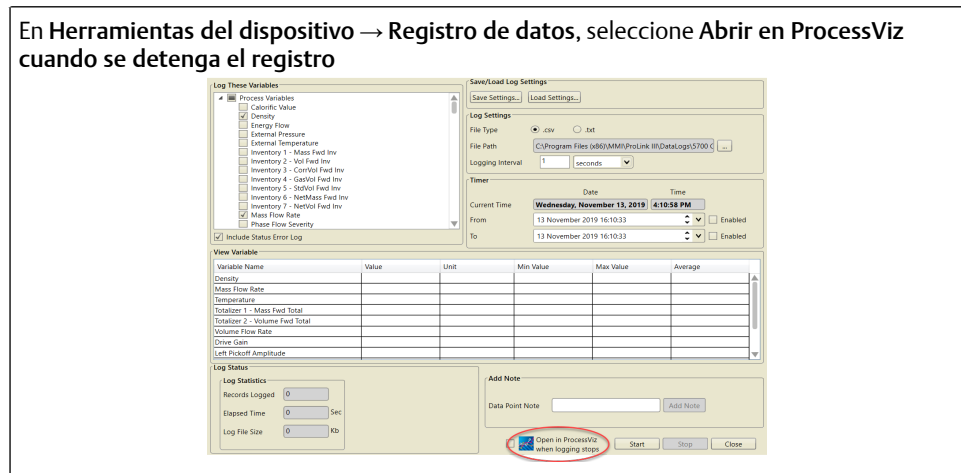 En Herramientas del dispositivo → Registro de datos, seleccione Abrir en ProcessViz
cuando se detenga el registro
Log These Variables
Process Variables
Calorific Value
Density
Energy Flow
External Pressure
External Temperature
Inventory 1 - Mass Fwd Inv
Inventory 2 - Vol Fwd Inv
Inventory 3 - CorrVol Fwd Inv
Inventory 4 - GasVol Fwd Inv
Inventory 5 - StdVol Fwd Inv
Inventory 6 - NetMass Fwd Inv
Inventory 7 - NetVol Fwd Inv
Mass Flow Rate
Phase Flow Severity
Include Status Error Log
Save/Load Log Settings
Save Settings... Load Settings...
Log Settings
File Type .csv .txt
File Path C:\Program Files (x86)\MMI\ProLink III\DataLogs\5700 C ...
Logging Interval 1 seconds
Timer
Date Time
Current Time Wednesday, November 13, 2019 4:10:58 PM
From 13 November 2019 16:10:33 Enabled
To 13 November 2019 16:10:33 Enabled
View Variable
Variable Name Value Unit Min Value Max Value Average
Density
Mass Flow Rate
Temperature
Totalizer 1 - Mass Fwd Total
Totalizer 2 - Volume Fwd Total
Volume Flow Rate
Drive Gain
Left Pickoff Amplitude
Log Status
Log Statistics
Records Logged 0
Elapsed Time 0 Sec
Log File Size 0 Kb
Add Note
Data Point Note Add Note
Open in ProcessViz
when logging stops
Start Stop Close